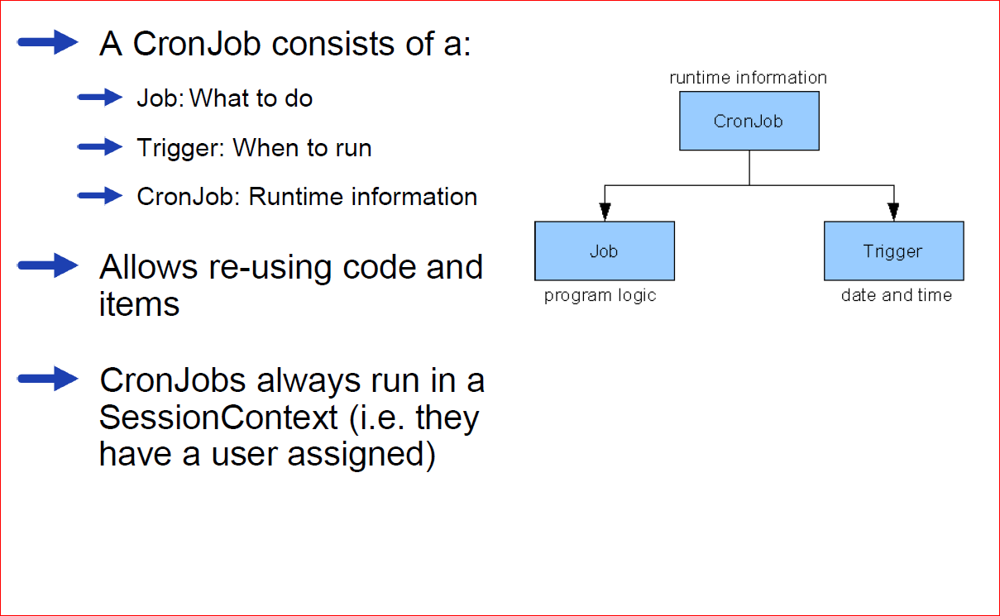 A CronJob consists of a:
Job: What to do
Trigger: When to run
CronJob: Runtime information
Allows re-using code and
items
CronJobs always run in a
SessionContext (i.e. they
have a user assigned)
runtime information
CronJob
Job
Trigger
program logic
date and time